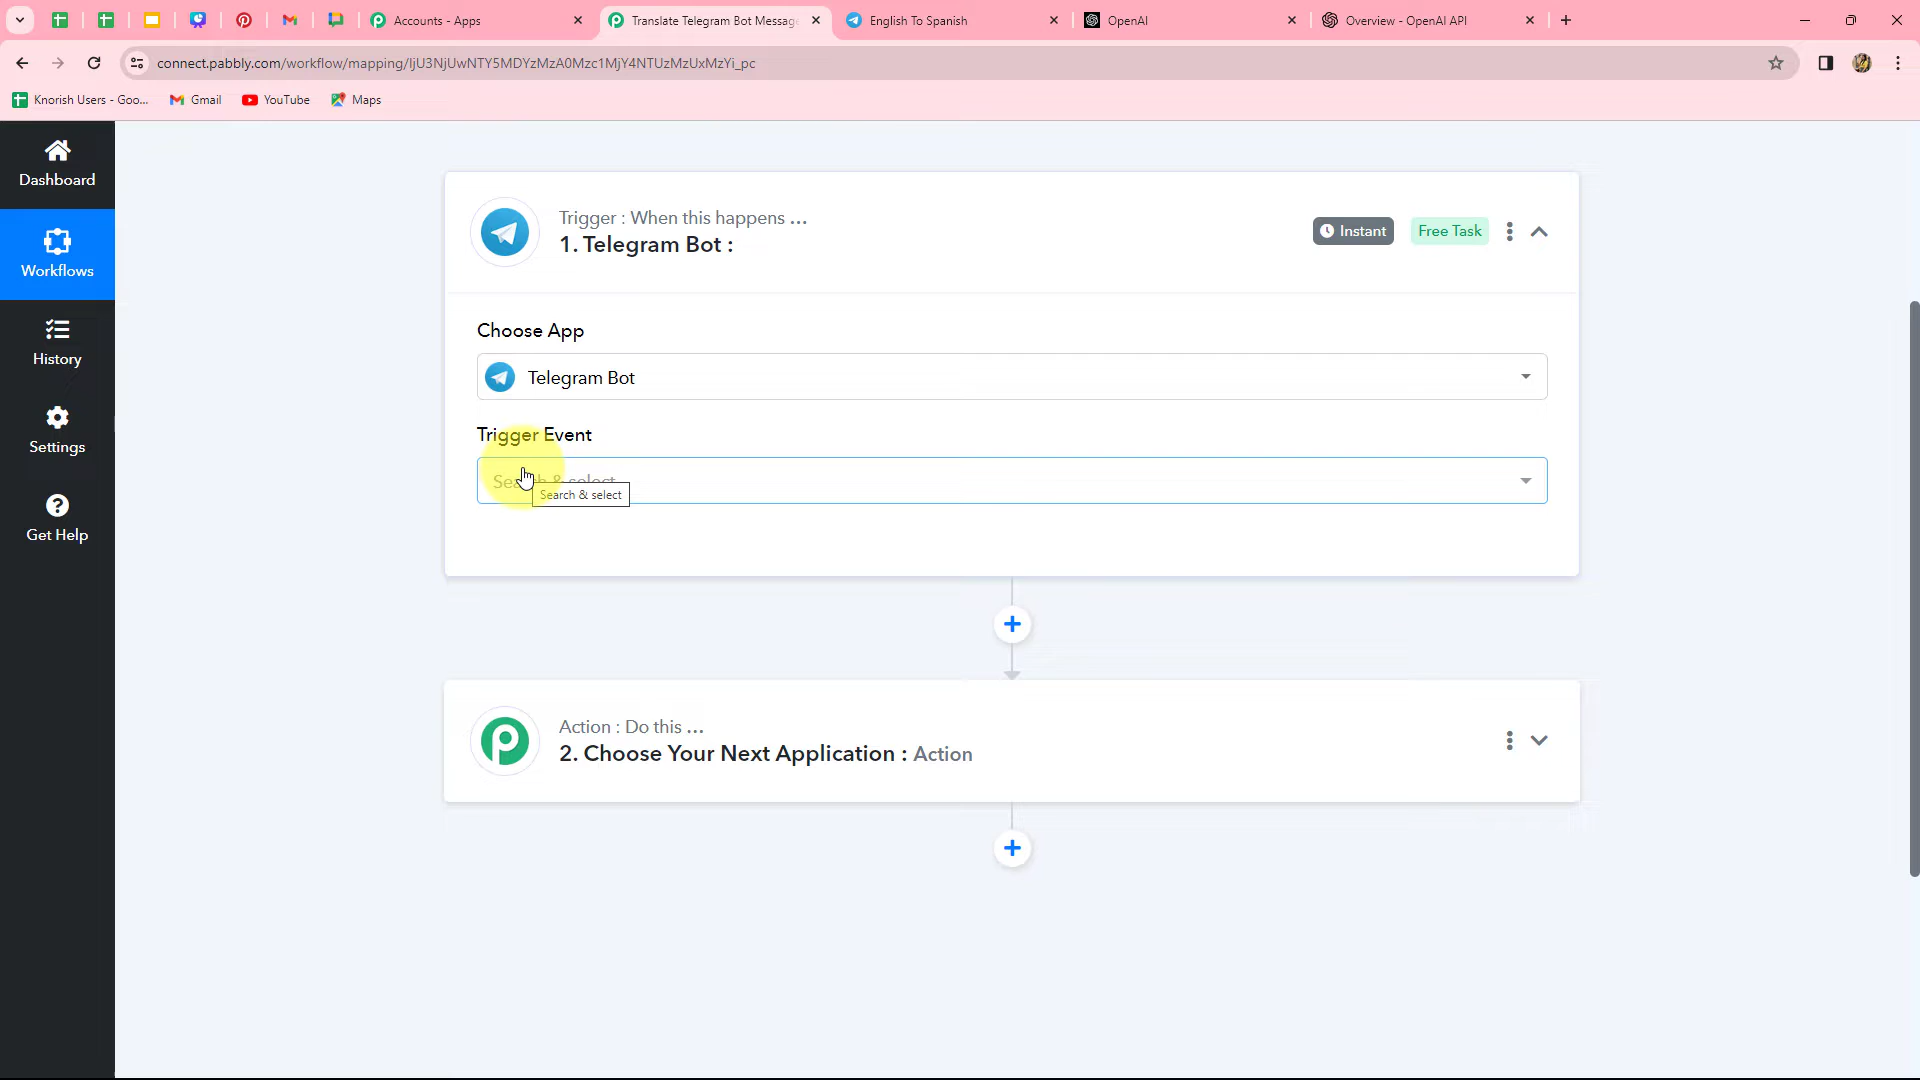 Accounts - Apps
Translate Telegram Bot Message
English To Spanish
OpenAI
Overview - OpenAI API
connect.pabbly.com/workflow/mapping/IjU3NjUwNTY5MDYzMzA0Mzc1MjY4NTUzMzUxMzYi_pc
Knorish Users - Goo...
Gmail
YouTube
Maps
Dashboard
Workflows
History
Settings
Get Help
Trigger : When this happens ...
1. Telegram Bot :
Instant
Free Task
Choose App
Telegram Bot
Trigger Event
Search & select
Search & select
Action : Do this ...
2. Choose Your Next Application : Action